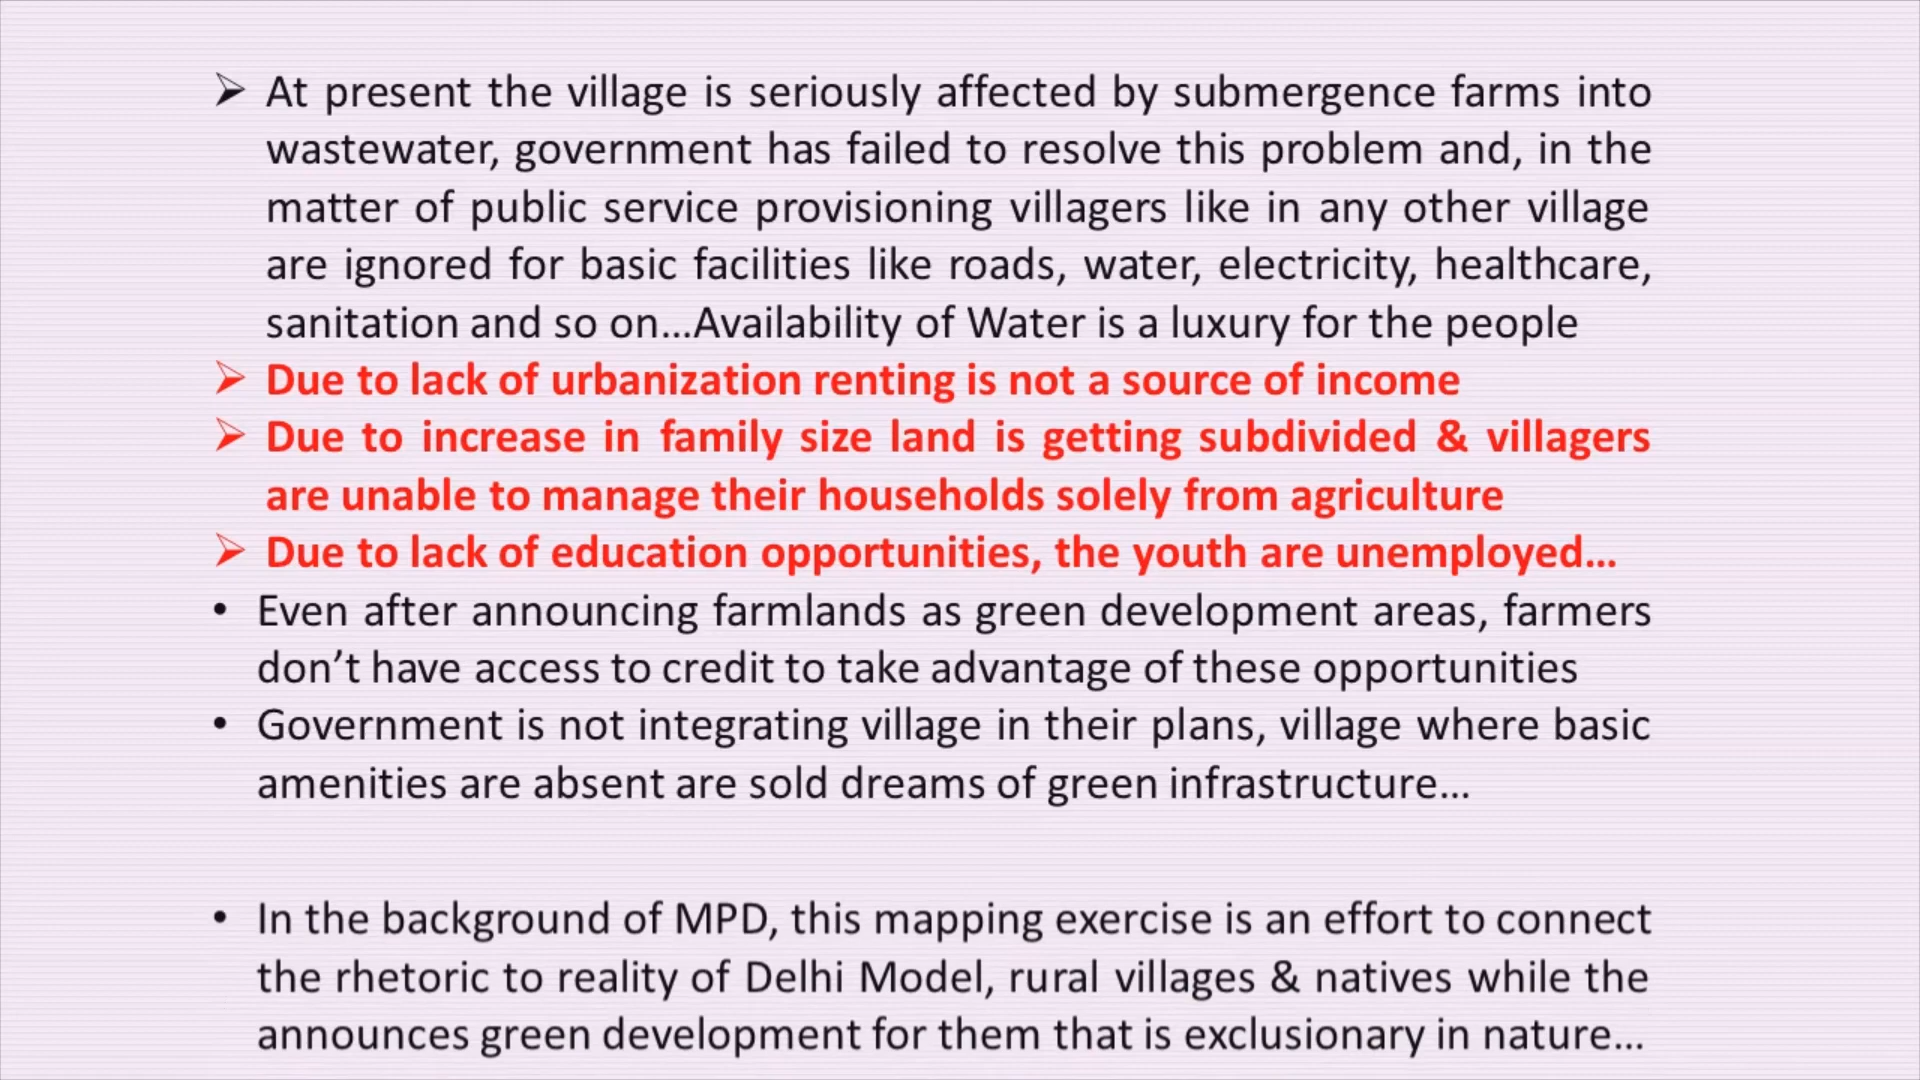 ➢ At present the village is seriously affected by submergence farms into
wastewater, government has failed to resolve this problem and, in the
matter of public service provisioning villagers like in any other village
are ignored for basic facilities like roads, water, electricity, healthcare,
sanitation and so on...Availability of Water is a luxury for the people
➢ Due to lack of urbanization renting is not a source of income
➢ Due to increase in family size land is getting subdivided & villagers
are unable to manage their households solely from agriculture
➢ Due to lack of education opportunities, the youth are unemployed...
• Even after announcing farmlands as green development areas, farmers
don’t have access to credit to take advantage of these opportunities
• Government is not integrating village in their plans, village where basic
amenities are absent are sold dreams of green infrastructure...
• In the background of MPD, this mapping exercise is an effort to connect
the rhetoric to reality of Delhi Model, rural villages & natives while the
announces green development for them that is exclusionary in nature...